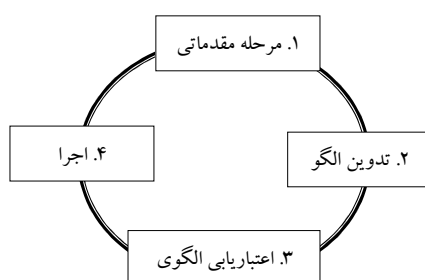 ۱. مرحله مقدماتی
۲. تدوین الگو
۳. اعتباریابی الگوی
۴. اجرا